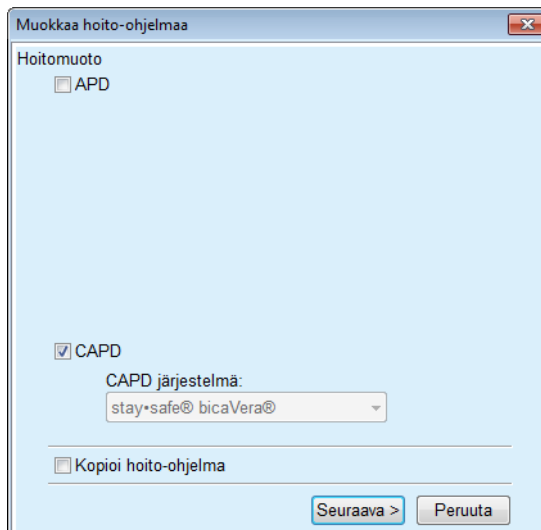 Muokkaa hoito-ohjelmaa
Hoitomuoto
APD
CAPD
CAPD järjestelmä:
stay•safe® bicaVera®
Kopioi hoito-ohjelma
Seuraava > Peruuta